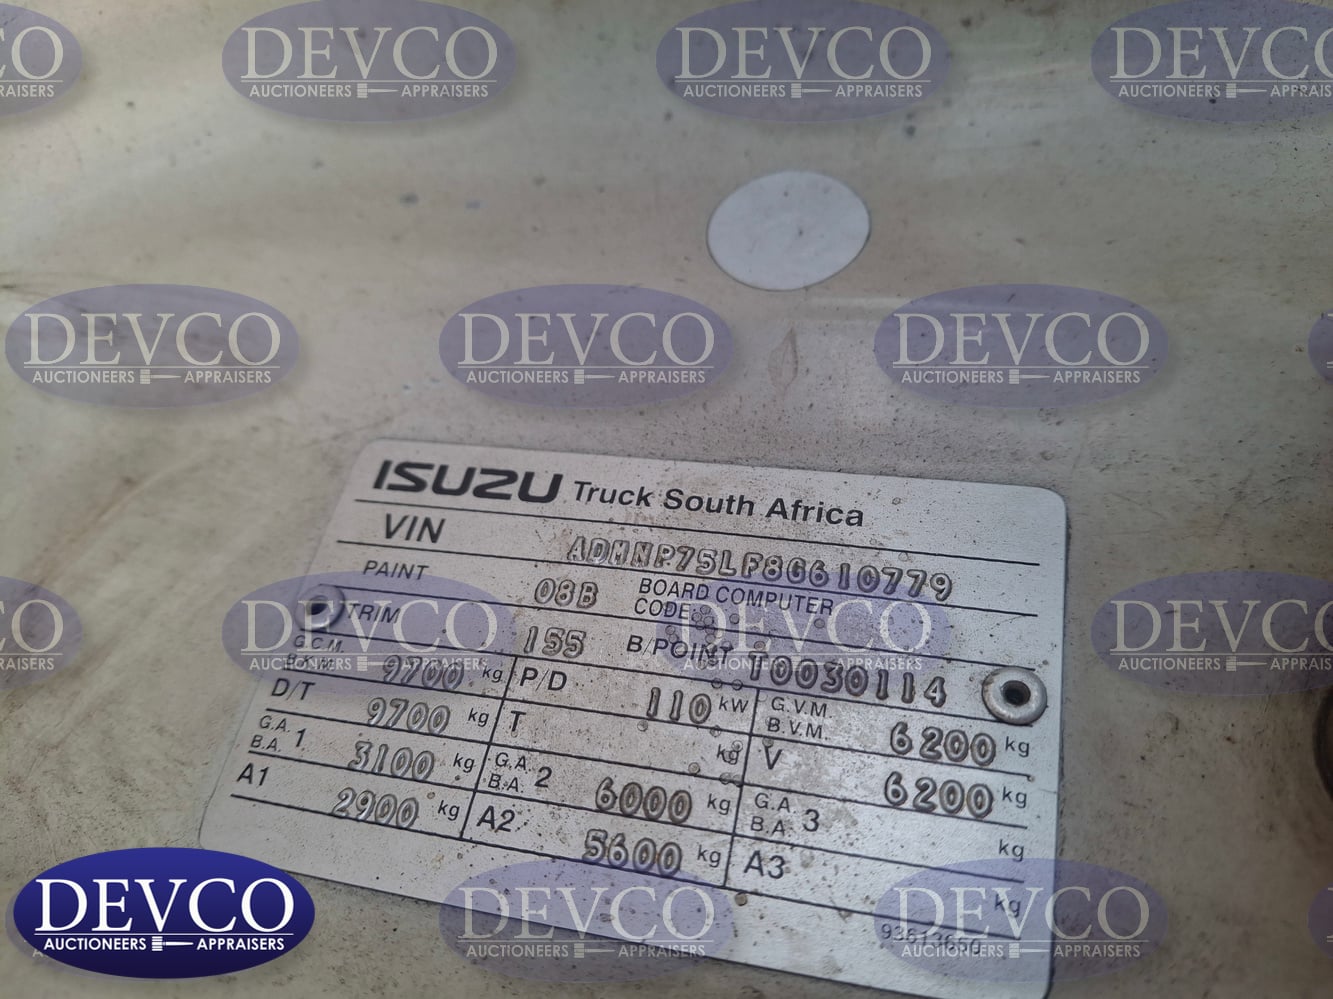 ISUZU Truck South Africa
VIN ADMNP75LF8G610779
PAINT 08B BOARD COMPUTER CODE:
TRIM 155 B/POINT T0030114
G.C.M. B.V.M. 9700 kg P/D 110 kW G.V.M. B.V.M. 6200 kg
D/T 9700 kg T kg V 6200 kg
G.A. B.A. 1 3100 kg G.A. B.A. 2 6000 kg G.A. B.A. 3 kg
A1 2900 kg A2 5600 kg A3 kg
DEVCO
AUCTIONEERS APPRAISERS